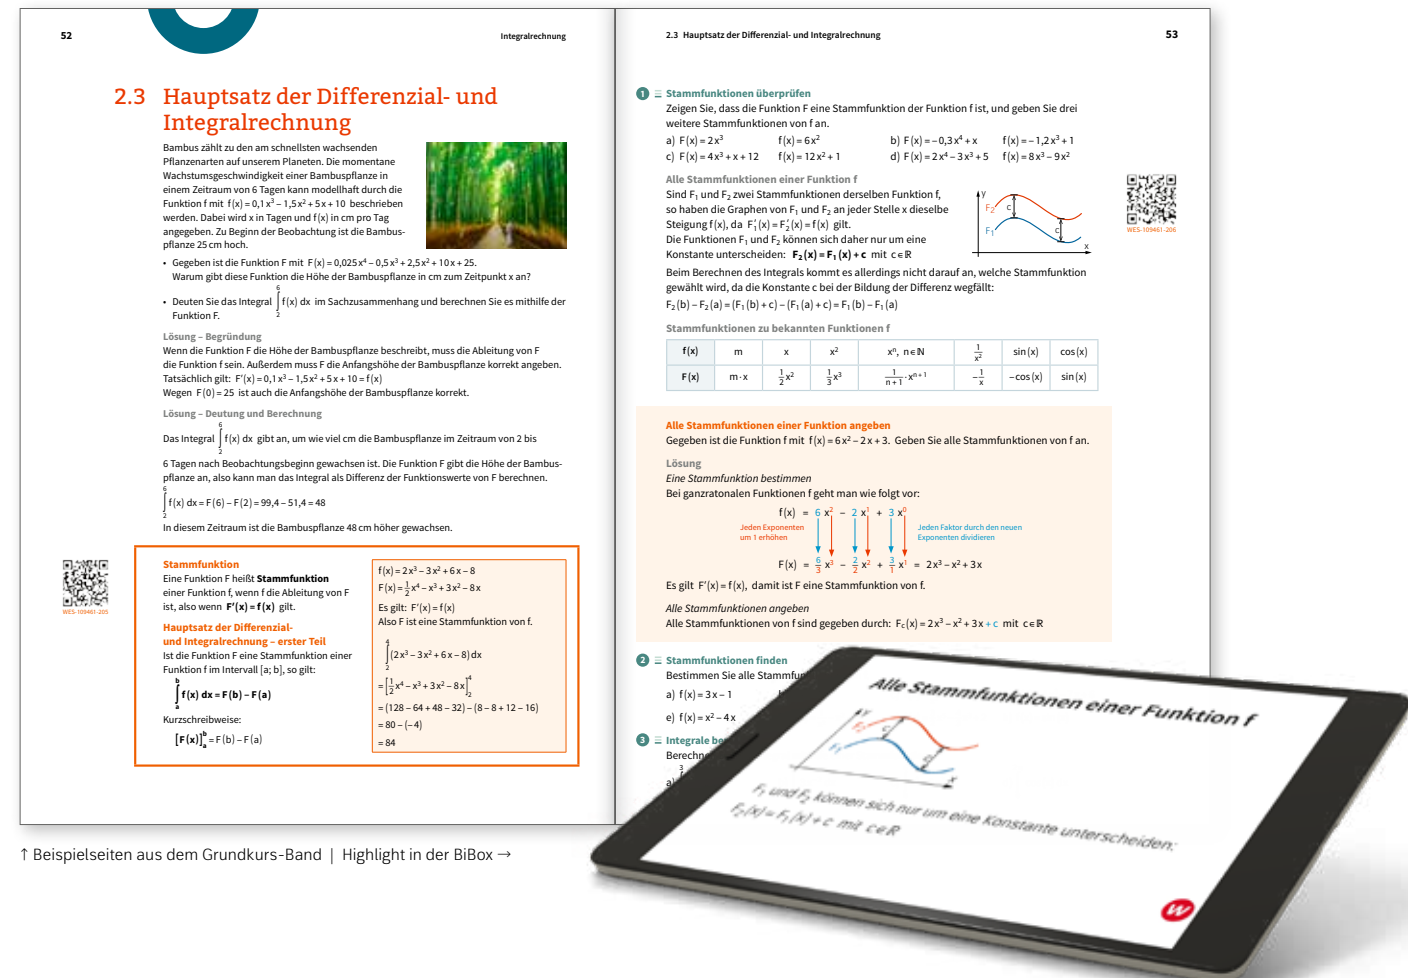 52
Integralrechnung
2.3 Hauptsatz der Differenzial- und
Integralrechnung
Bambus zählt zu den am schnellsten wachsenden
Pflanzenarten auf unserem Planeten. Die momentane
Wachstumsgeschwindigkeit einer Bambuspflanze in
einem Zeitraum von 6 Tagen kann modellhaft durch die
Funktion f mit f(x) = 0,1x³ − 1,5x² + 5x + 10 beschrieben
werden. Dabei wird x in Tagen und f(x) in cm pro Tag
angegeben. Zu Beginn der Beobachtung ist die Bambus-
pflanze 25 cm hoch.
• Gegeben ist die Funktion F mit F(x) = 0,025x⁴ − 0,5x³ + 2,5x² + 10x + 25.
Warum gibt diese Funktion die Höhe der Bambuspflanze in cm zum Zeitpunkt x an?
• Deuten Sie das Integral ∫₂⁶ f(x) dx im Sachzusammenhang und berechnen Sie es mithilfe der
Funktion F.
Lösung – Begründung
Wenn die Funktion F die Höhe der Bambuspflanze beschreibt, muss die Ableitung von F
die Funktion f sein. Außerdem muss F die Anfangshöhe der Bambuspflanze korrekt angeben.
Tatsächlich gilt: F′(x) = 0,1x³ − 1,5x² + 5x + 10 = f(x)
Wegen F(0) = 25 ist auch die Anfangshöhe der Bambuspflanze korrekt.
Lösung – Deutung und Berechnung
Das Integral ∫₂⁶ f(x) dx gibt an, um wie viel cm die Bambuspflanze im Zeitraum von 2 bis
6 Tagen nach Beobachtungsbeginn gewachsen ist. Die Funktion F gibt die Höhe der Bambus-
pflanze an, also kann man das Integral als Differenz der Funktionswerte von F berechnen.
∫₂⁶ f(x) dx = F(6) − F(2) = 99,4 − 51,4 = 48
In diesem Zeitraum ist die Bambuspflanze 48 cm höher gewachsen.
WES-109461-205
Stammfunktion
Eine Funktion F heißt Stammfunktion
einer Funktion f, wenn f die Ableitung von F
ist, also wenn F′(x) = f(x) gilt.
Hauptsatz der Differenzial-
und Integralrechnung – erster Teil
Ist die Funktion F eine Stammfunktion einer
Funktion f im Intervall [a; b], so gilt:
∫ₐᵇ f(x) dx = F(b) − F(a)
Kurzschreibweise:
[F(x)]ₐᵇ = F(b) − F(a)
f(x) = 2x³ − 3x² + 6x − 8
F(x) = 1/2 x⁴ − x³ + 3x² − 8x
Es gilt: F′(x) = f(x)
Also F ist eine Stammfunktion von f.
∫₂⁴ (2x³ − 3x² + 6x − 8) dx
= [1/2 x⁴ − x³ + 3x² − 8x]₂⁴
= (128 − 64 + 48 − 32) − (8 − 8 + 12 − 16)
= 80 − (−4)
= 84
2.3 Hauptsatz der Differenzial- und Integralrechnung
53
1 Stammfunktionen überprüfen
Zeigen Sie, dass die Funktion F eine Stammfunktion der Funktion f ist, und geben Sie drei
weitere Stammfunktionen von f an.
a) F(x) = 2x³ f(x) = 6x² b) F(x) = −0,3x⁴ + x f(x) = −1,2x³ + 1
c) F(x) = 4x³ + x + 12 f(x) = 12x² + 1 d) F(x) = 2x⁴ − 3x³ + 5 f(x) = 8x³ − 9x²
Alle Stammfunktionen einer Funktion f
Sind F₁ und F₂ zwei Stammfunktionen derselben Funktion f,
so haben die Graphen von F₁ und F₂ an jeder Stelle x dieselbe
Steigung f(x), da F₁′(x) = F₂′(x) = f(x) gilt.
Die Funktionen F₁ und F₂ können sich daher nur um eine
Konstante unterscheiden: F₂(x) = F₁(x) + c mit c ∈ ℝ
y
F₂
c
F₁
c
x
WES-109461-206
Beim Berechnen des Integrals kommt es allerdings nicht darauf an, welche Stammfunktion
gewählt wird, da die Konstante c bei der Bildung der Differenz wegfällt:
F₂(b) − F₂(a) = (F₁(b) + c) − (F₁(a) + c) = F₁(b) − F₁(a)
Stammfunktionen zu bekannten Funktionen f
f(x) m x x² xⁿ, n ∈ ℕ 1/x² sin(x) cos(x)
F(x) m·x 1/2 x² 1/3 x³ 1/(n+1) · xⁿ⁺¹ −1/x −cos(x) sin(x)
Alle Stammfunktionen einer Funktion angeben
Gegeben ist die Funktion f mit f(x) = 6x² − 2x + 3. Geben Sie alle Stammfunktionen von f an.
Lösung
Eine Stammfunktion bestimmen
Bei ganzratonalen Funktionen f geht man wie folgt vor:
f(x) = 6x² − 2x¹ + 3x⁰
Jeden Exponenten
um 1 erhöhen
Jeden Faktor durch den neuen
Exponenten dividieren
F(x) = 6/3 x³ − 2/2 x² + 3/1 x¹ = 2x³ − x² + 3x
Es gilt F′(x) = f(x), damit ist F eine Stammfunktion von f.
Alle Stammfunktionen angeben
Alle Stammfunktionen von f sind gegeben durch: F_c(x) = 2x³ − x² + 3x + c mit c ∈ ℝ
2 Stammfunktionen finden
Bestimmen Sie alle Stammfun
a) f(x) = 3x − 1
e) f(x) = x² − 4x
3 Integrale be
Berechn
a)
3
Alle Stammfunktionen einer Funktion f
y
F₂
c
F₁
c
x
F₁ und F₂ können sich nur um eine Konstante unterscheiden:
F₂(x) = F₁(x) + c mit c ∈ ℝ
w
↑ Beispielseiten aus dem Grundkurs-Band | Highlight in der BiBox →